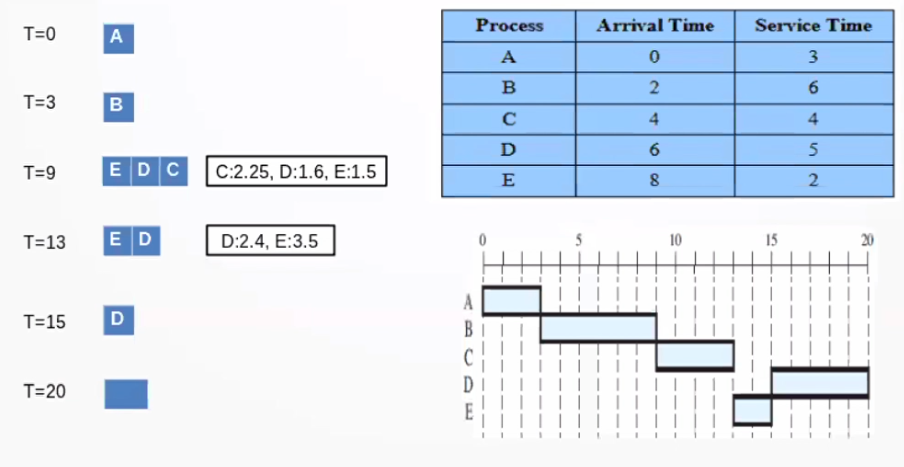 T=0 A
T=3 B
T=9 E D C C:2.25, D:1.6, E:1.5
T=13 E D D:2.4, E:3.5
T=15 D
T=20
Process Arrival Time Service Time
A 0 3
B 2 6
C 4 4
D 6 5
E 8 2
0 5 10 15 20
A
B
C
D
E